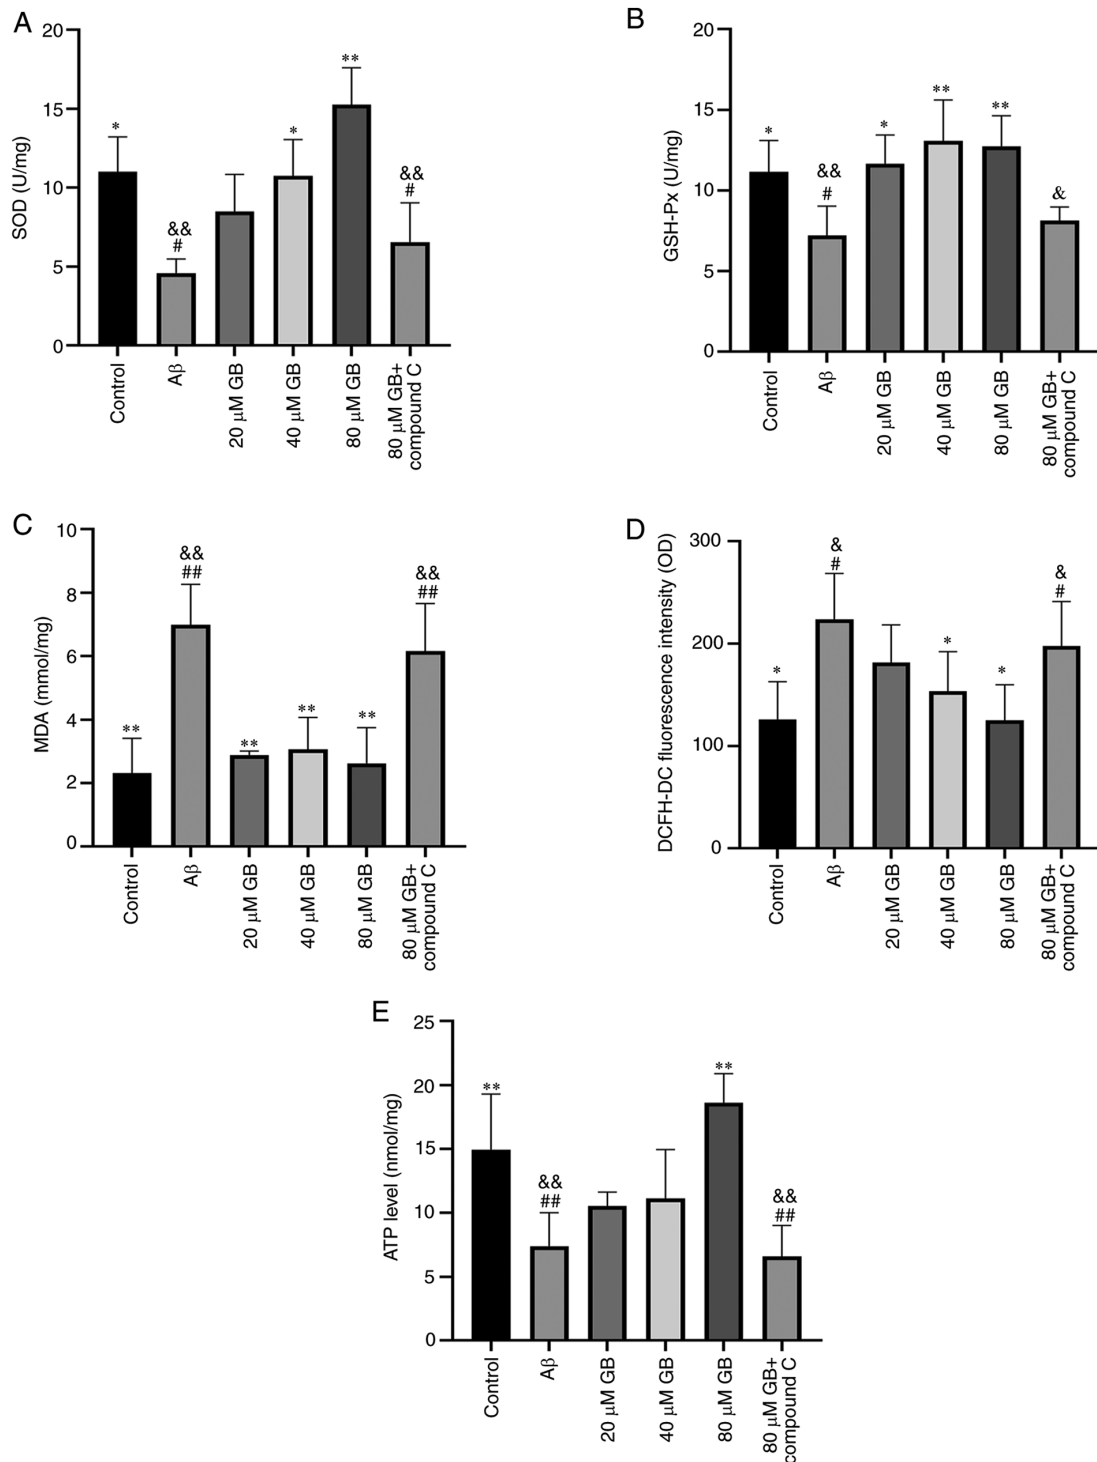 A
SOD (U/mg)
20
15
10
5
0
*
&&
#
*
**
&&
#
Control
Aβ
20 μM GB
40 μM GB
80 μM GB
80 μM GB+
compound C
B
GSH-Px (U/mg)
20
15
10
5
0
*
&&
#
*
**
**
&
Control
Aβ
20 μM GB
40 μM GB
80 μM GB
80 μM GB+
compound C
C
MDA (mmol/mg)
10
8
6
4
2
0
**
&&
##
**
**
**
&&
##
Control
Aβ
20 μM GB
40 μM GB
80 μM GB
80 μM GB+
compound C
D
DCFH-DC fluorescence intensity (OD)
300
200
100
0
*
&
#
*
*
&
#
Control
Aβ
20 μM GB
40 μM GB
80 μM GB
80 μM GB+
compound C
E
ATP level (nmol/mg)
25
20
15
10
5
0
**
&&
##
**
&&
##
Control
Aβ
20 μM GB
40 μM GB
80 μM GB
80 μM GB+
compound C